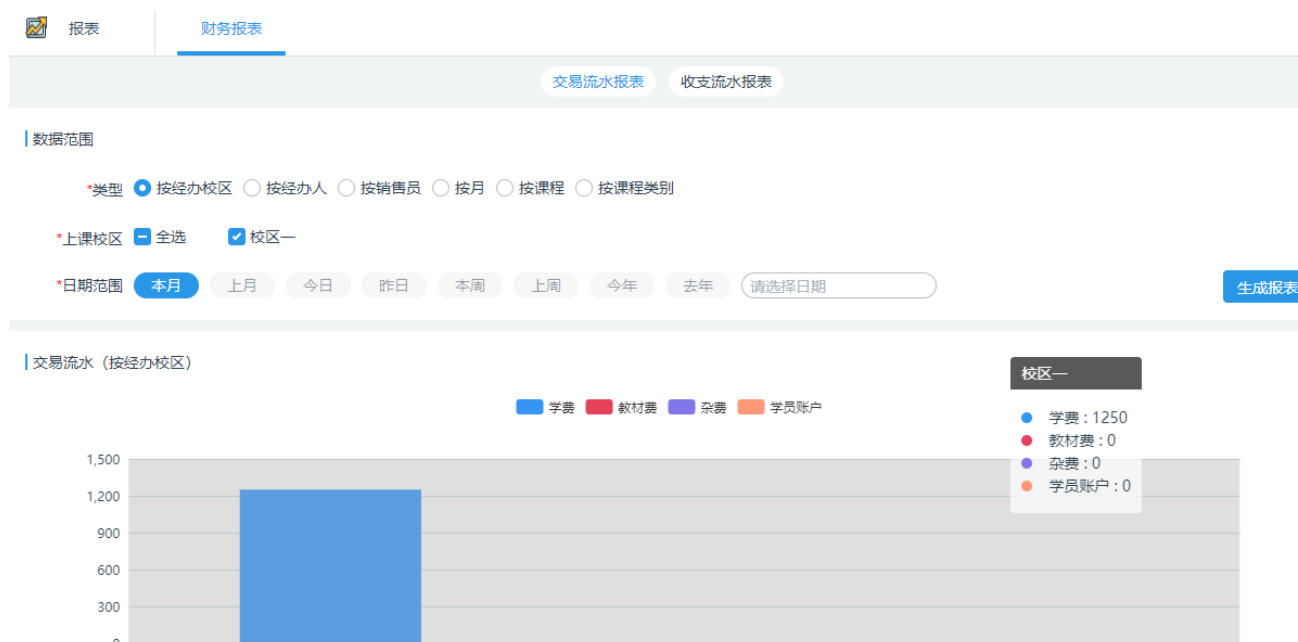 报表 财务报表
交易流水报表 收支流水报表
数据范围
*类型 按经办校区 按经办人 按销售员 按月 按课程 按课程类别
*上课校区 全选 校区一
*日期范围 本月 上月 今日 昨日 本周 上周 今年 去年 请选择日期 生成报表
交易流水（按经办校区）
学费 教材费 杂费 学员账户
校区一
学费 : 1250
教材费 : 0
杂费 : 0
学员账户 : 0
1,500
1,200
900
600
300
0